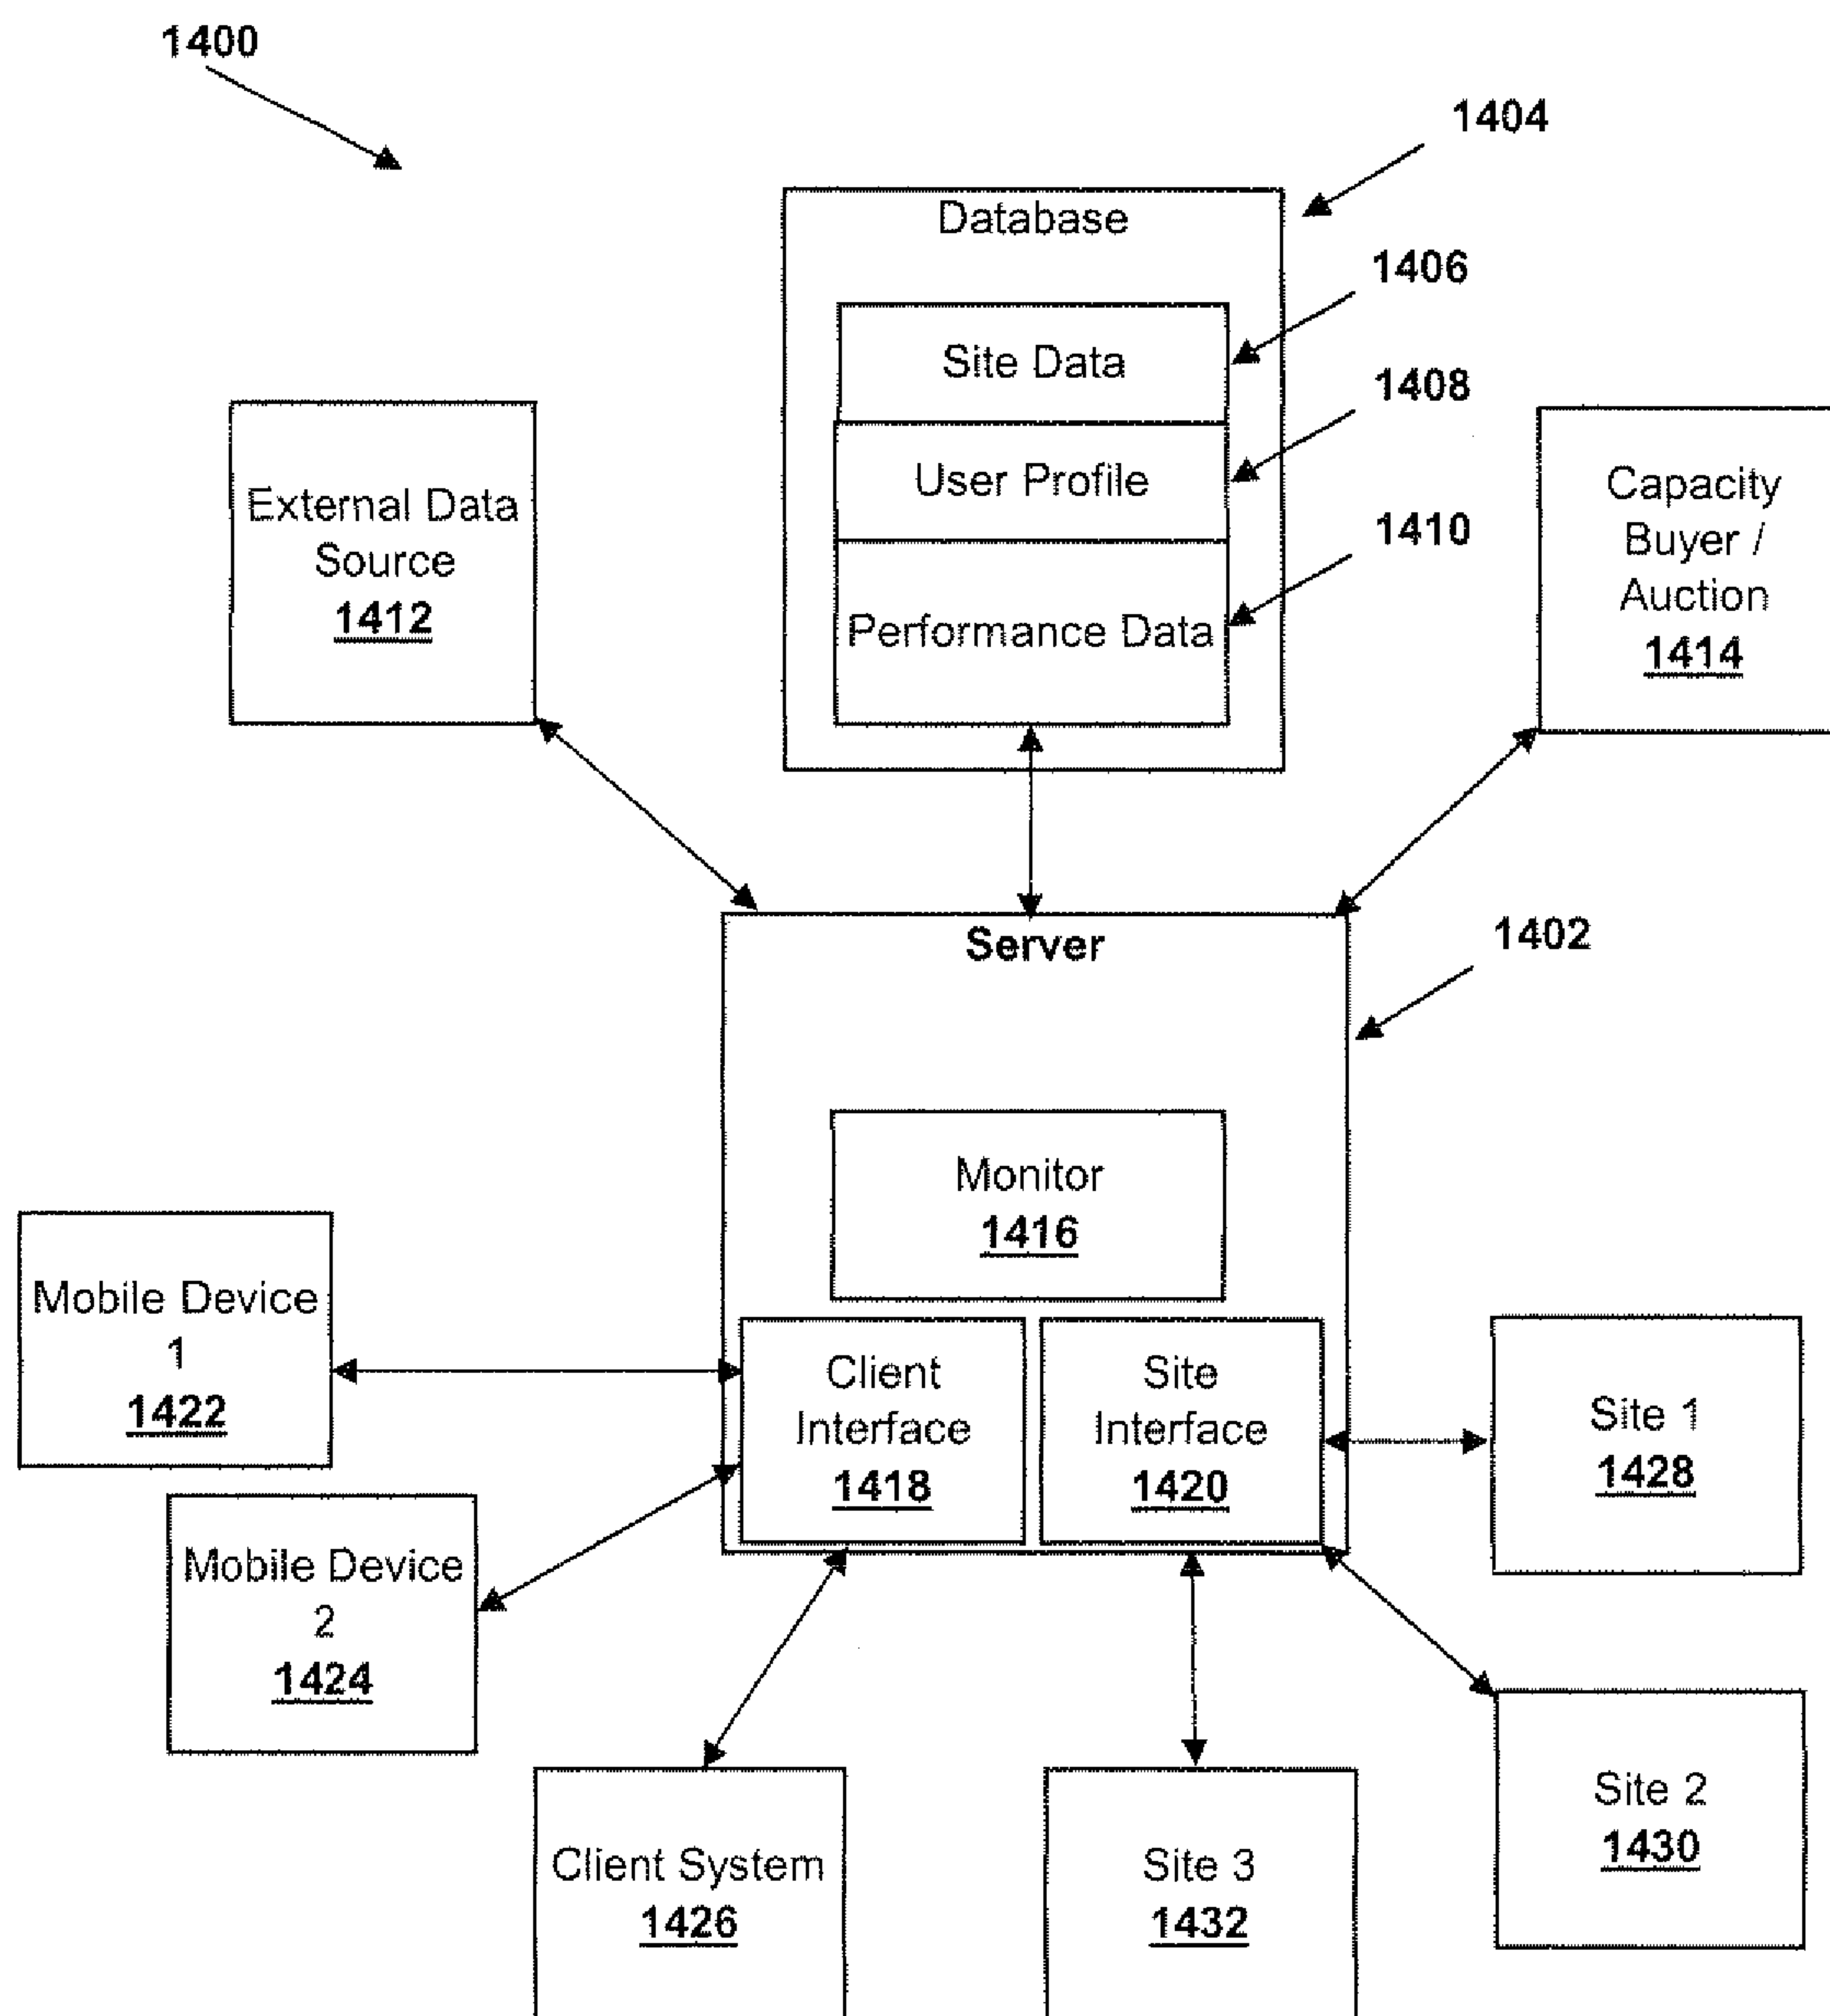 1400
1404
Database
1406
Site Data
1408
User Profile
1410
Performance Data
External Data
Source
1412
Capacity
Buyer /
Auction
1414
Server
1402
Monitor
1416
Mobile Device
1
1422
Client
Interface
1418
Site
Interface
1420
Site 1
1428
Mobile Device
2
1424
Site 2
1430
Client System
1426
Site 3
1432